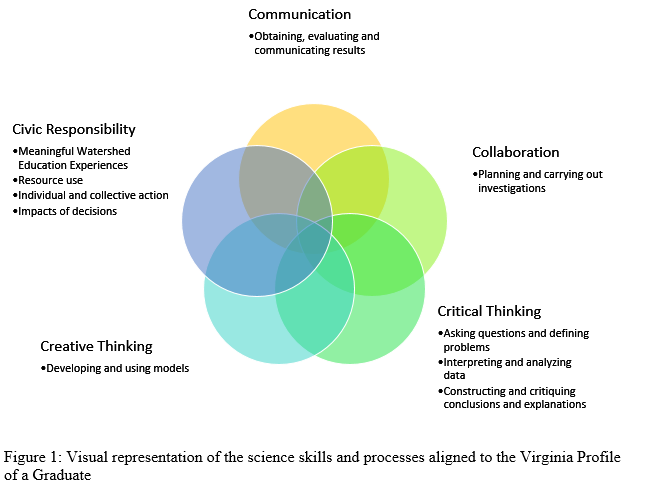 Communication
•Obtaining, evaluating and
communicating results
Civic Responsibility
•Meaningful Watershed
Education Experiences
•Resource use
•Individual and collective action
•Impacts of decisions
Collaboration
•Planning and carrying out
investigations
Critical Thinking
•Asking questions and defining
problems
•Interpreting and analyzing
data
•Constructing and critiquing
conclusions and explanations
Creative Thinking
•Developing and using models
Figure 1: Visual representation of the science skills and processes aligned to the Virginia Profile
of a Graduate